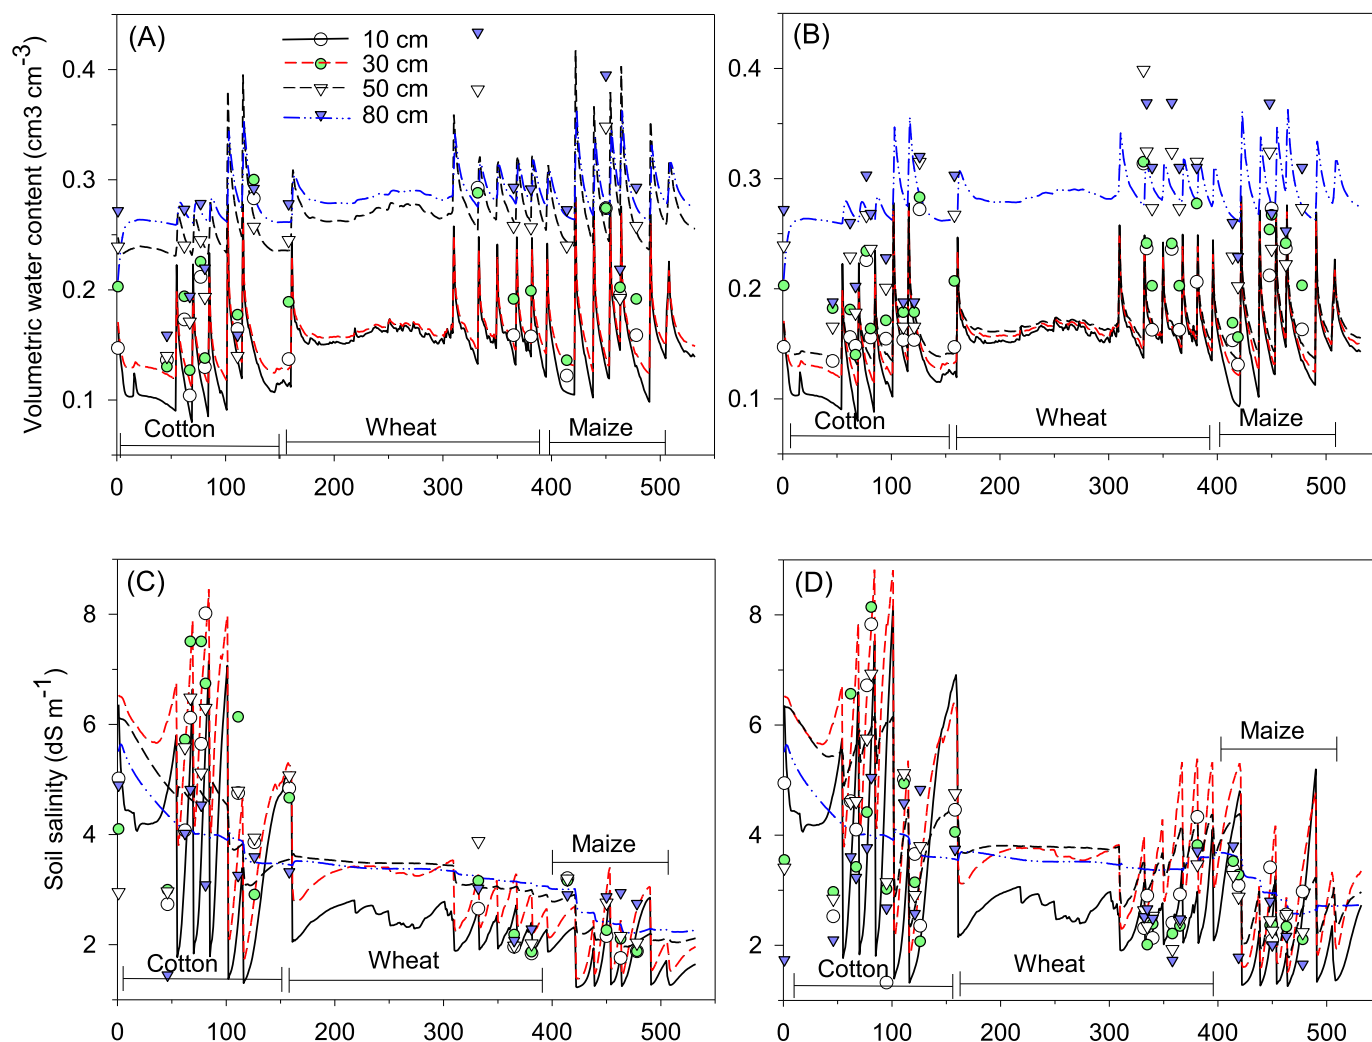 (A)
10 cm
30 cm
50 cm
80 cm
Volumetric water content (cm3 cm-3)
0.4
0.3
0.2
0.1
Cotton
Wheat
Maize
0 100 200 300 400 500
(B)
0.4
0.3
0.2
0.1
Cotton
Wheat
Maize
0 100 200 300 400 500
(C)
Soil salinity (dS m-1)
8
6
4
2
Maize
Cotton
Wheat
0 100 200 300 400 500
(D)
8
6
4
2
Maize
Cotton
Wheat
0 100 200 300 400 500